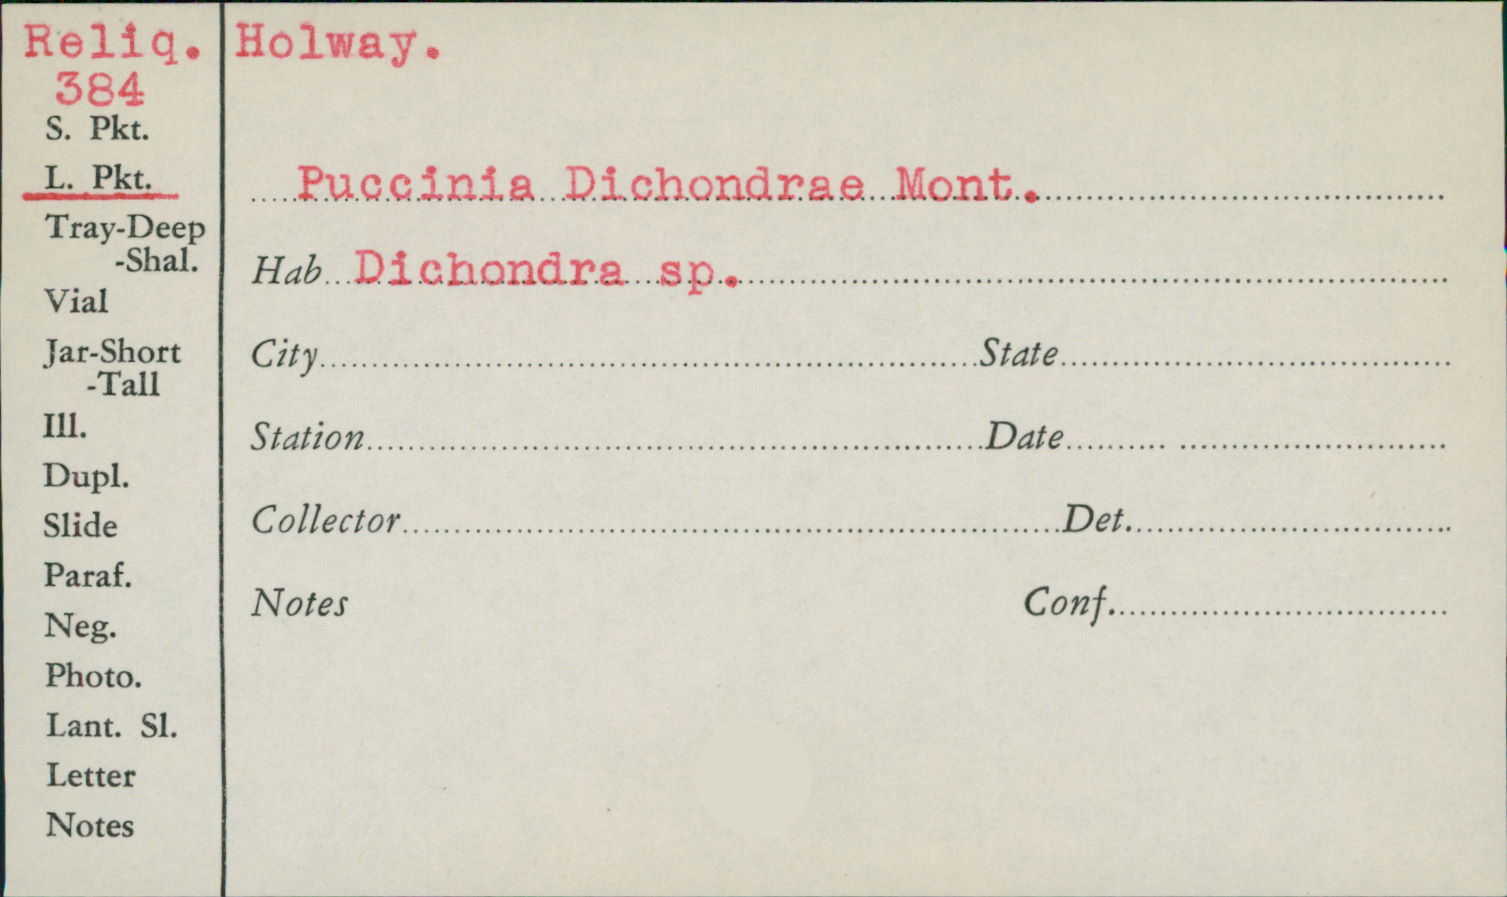 Reliq. Holway.
384
S. Pkt.
L. Pkt.
Tray-Deep
-Shal.
Vial
Jar-Short
-Tall
Ill.
Dupl.
Slide
Paraf.
Neg.
Photo.
Lant. Sl.
Letter
Notes
Puccinia Dichondrae Mont.
Hab Dichondra sp.
City State
Station Date
Collector Det.
Notes Conf.